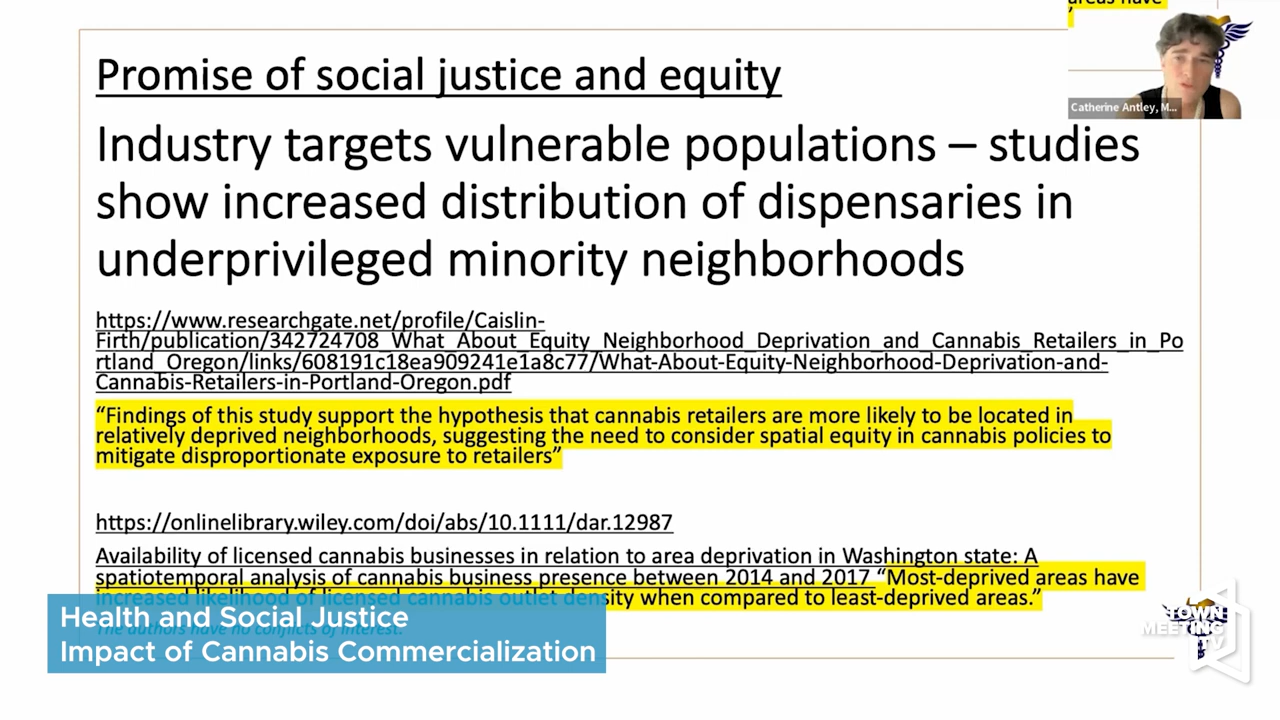 areas have
Promise of social justice and equity
Catherine Antley, M...
Industry targets vulnerable populations – studies
show increased distribution of dispensaries in
underprivileged minority neighborhoods
https://www.researchgate.net/profile/Caislin-
Firth/publication/342724708_What_About_Equity_Neighborhood_Deprivation_and_Cannabis_Retailers_in_Po
rtland_Oregon/links/608191c18ea909241e1a8c77/What-About-Equity-Neighborhood-Deprivation-and-
Cannabis-Retailers-in-Portland-Oregon.pdf
“Findings of this study support the hypothesis that cannabis retailers are more likely to be located in
relatively deprived neighborhoods, suggesting the need to consider spatial equity in cannabis policies to
mitigate disproportionate exposure to retailers”
https://onlinelibrary.wiley.com/doi/abs/10.1111/dar.12987
Availability of licensed cannabis businesses in relation to area deprivation in Washington state: A
spatiotemporal analysis of cannabis business presence between 2014 and 2017 “Most-deprived areas have
increased likelihood of licensed cannabis outlet density when compared to least-deprived areas.”
Health and Social Justice
The authors have no conflicts of interest.
Impact of Cannabis Commercialization
TOWN
MEETING
TV